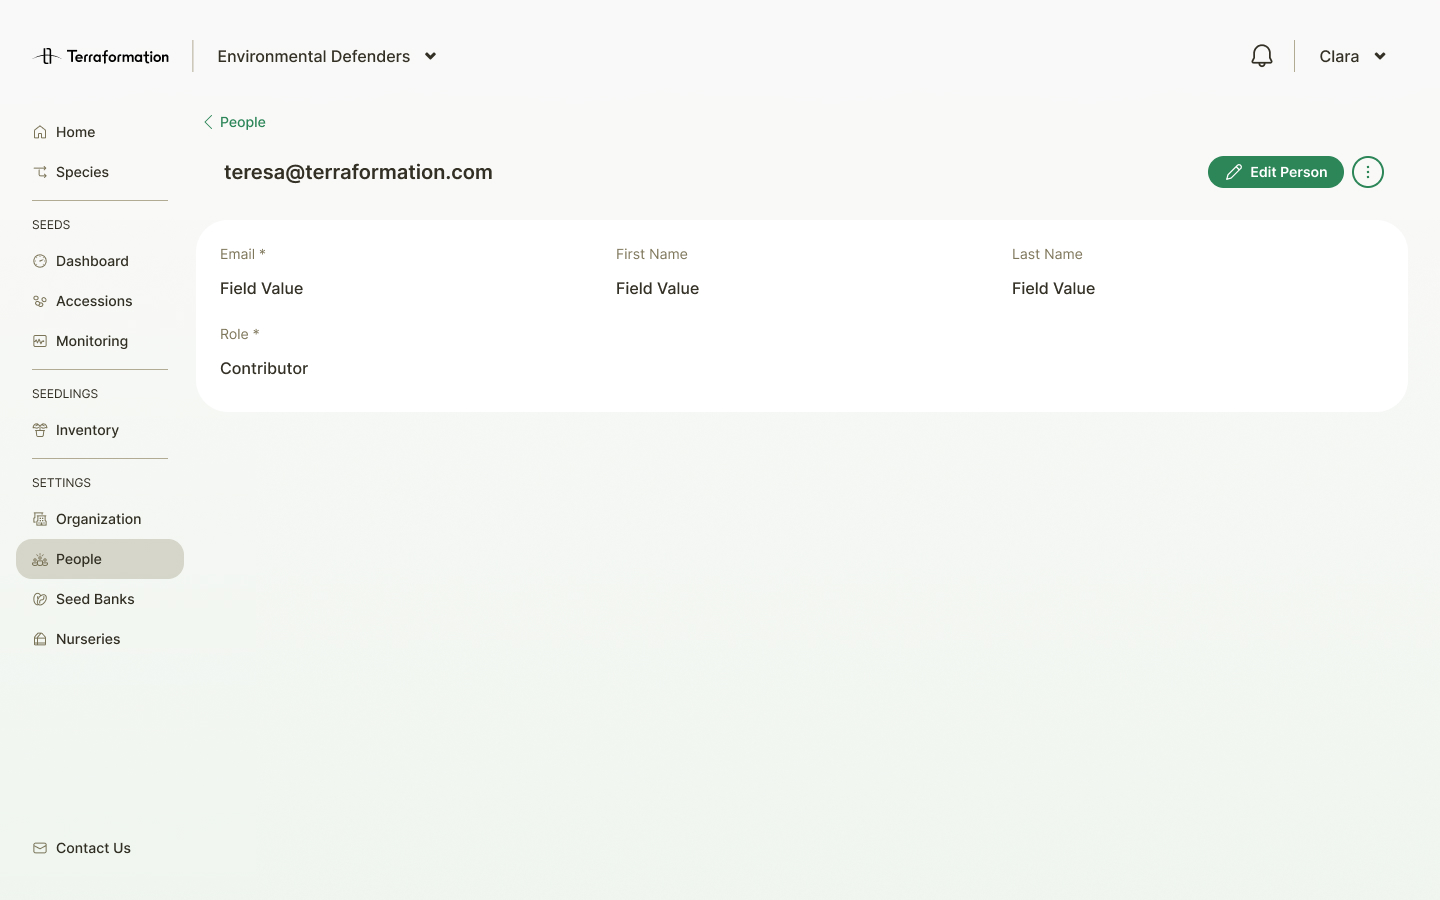 Terraformation
Environmental Defenders
Clara
Home
Species
SEEDS
Dashboard
Accessions
Monitoring
SEEDLINGS
Inventory
SETTINGS
Organization
People
Seed Banks
Nurseries
Contact Us
People
teresa@terraformation.com
Edit Person
Email * First Name Last Name
Field Value Field Value Field Value
Role *
Contributor